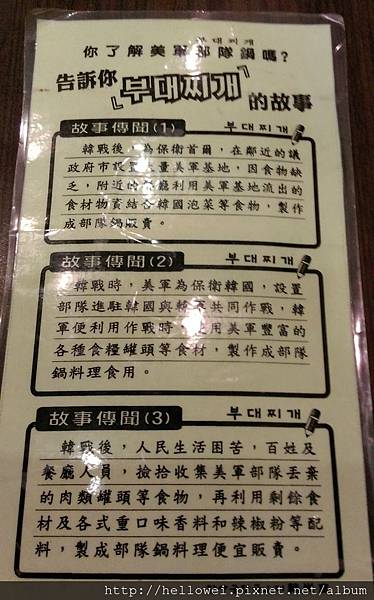 부대찌개
你了解美軍部隊鍋嗎?
告訴你『부대찌개』的故事
故事傳聞(1) 부대찌개
韓戰後,為保衛首爾,在鄰近的議
政府市設置大量美軍基地,因食物缺
乏,附近的餐廳利用美軍基地流出的
食材物資結合韓國泡菜等食物,製作
成部隊鍋販賣。
故事傳聞(2) 부대찌개
韓戰時,美軍為保衛韓國,設置
部隊進駐韓國與韓軍共同作戰,韓
軍便利用作戰時,使用美軍豐富的
各種食糧罐頭等食材,製作成部隊
鍋料理食用。
故事傳聞(3) 부대찌개
韓戰後,人民生活困苦,百姓及
餐廳人員,撿拾收集美軍部隊丟棄
的肉類罐頭等食物,再利用剩餘食
材及各式重口味香料和辣椒粉等配
料,製成部隊鍋料理便宜販賣。
http://hellowei.pixnet.net/album